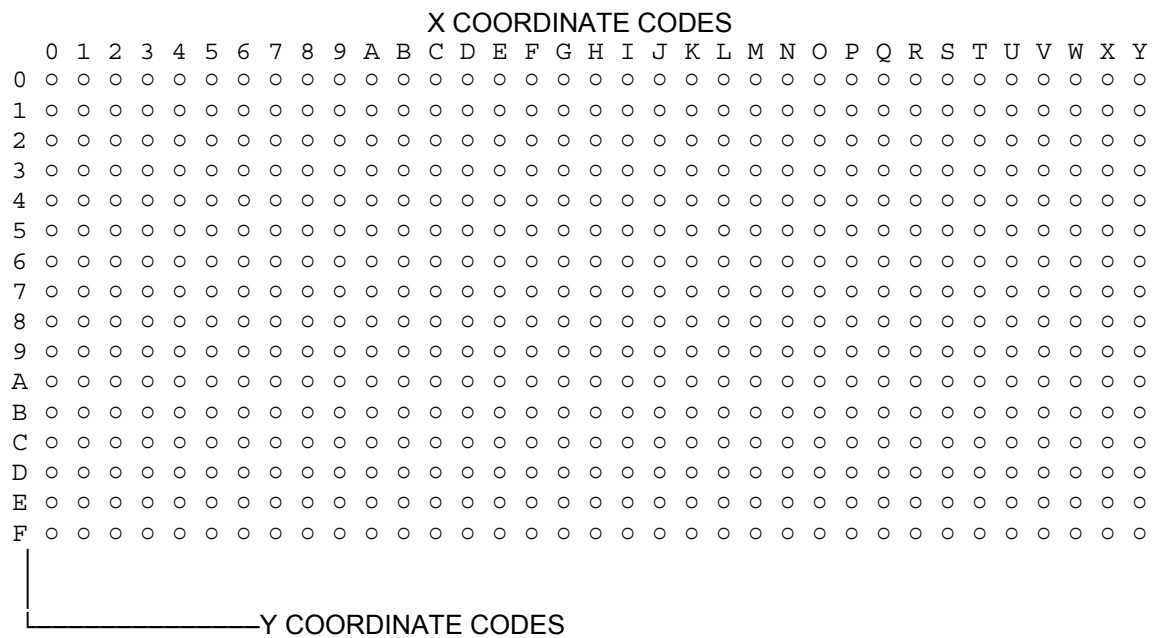 X COORDINATE CODES
0 1 2 3 4 5 6 7 8 9 A B C D E F G H I J K L M N O P Q R S T U V W X Y
0
1
2
3
4
5
6
7
8
9
A
B
C
D
E
F
Y COORDINATE CODES